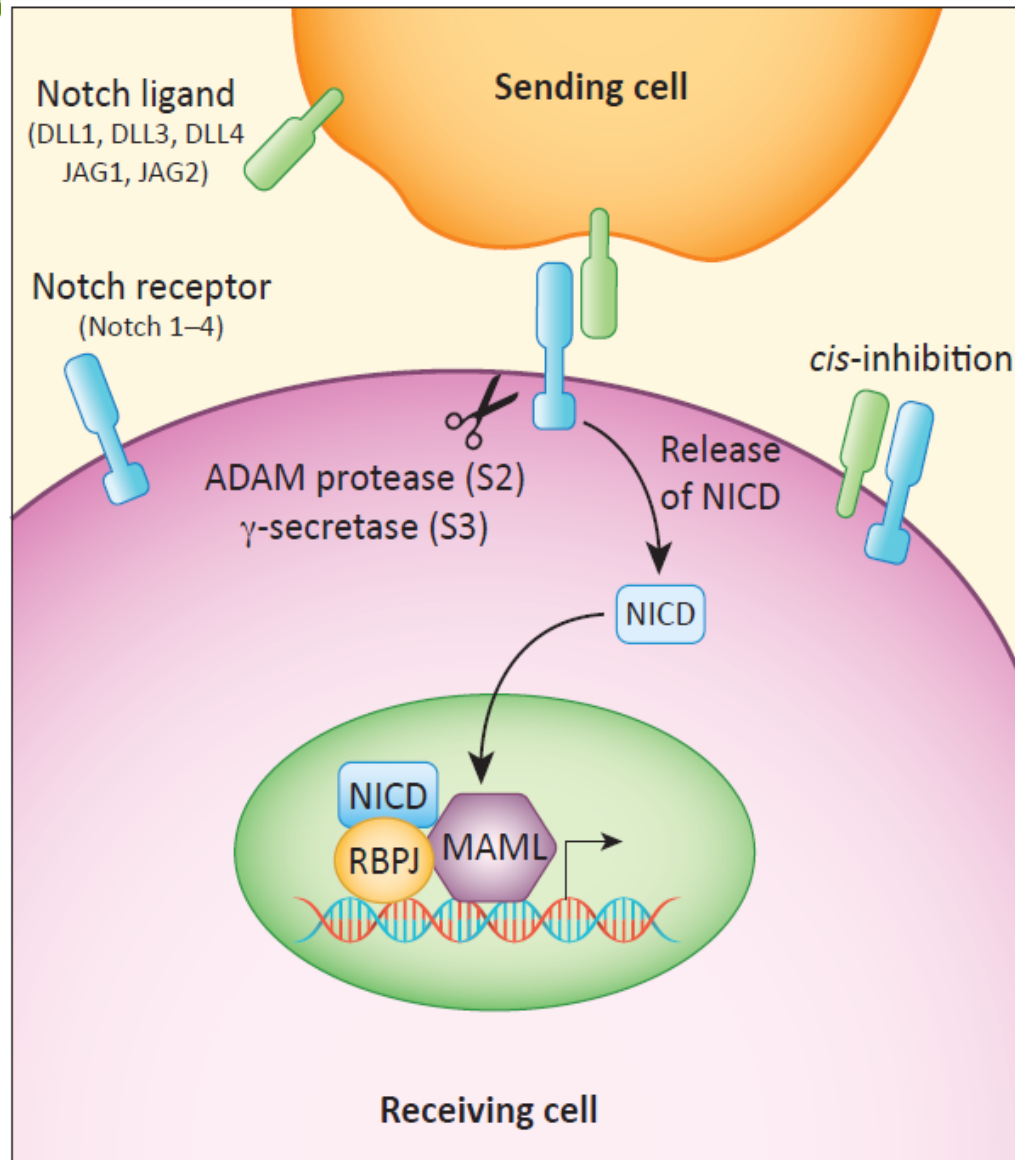 Sending cell
Notch ligand
(DLL1, DLL3, DLL4
JAG1, JAG2)
Notch receptor
(Notch 1–4)
cis-inhibition
ADAM protease (S2)
γ-secretase (S3)
Release
of NICD
NICD
NICD
RBPJ
MAML
Receiving cell